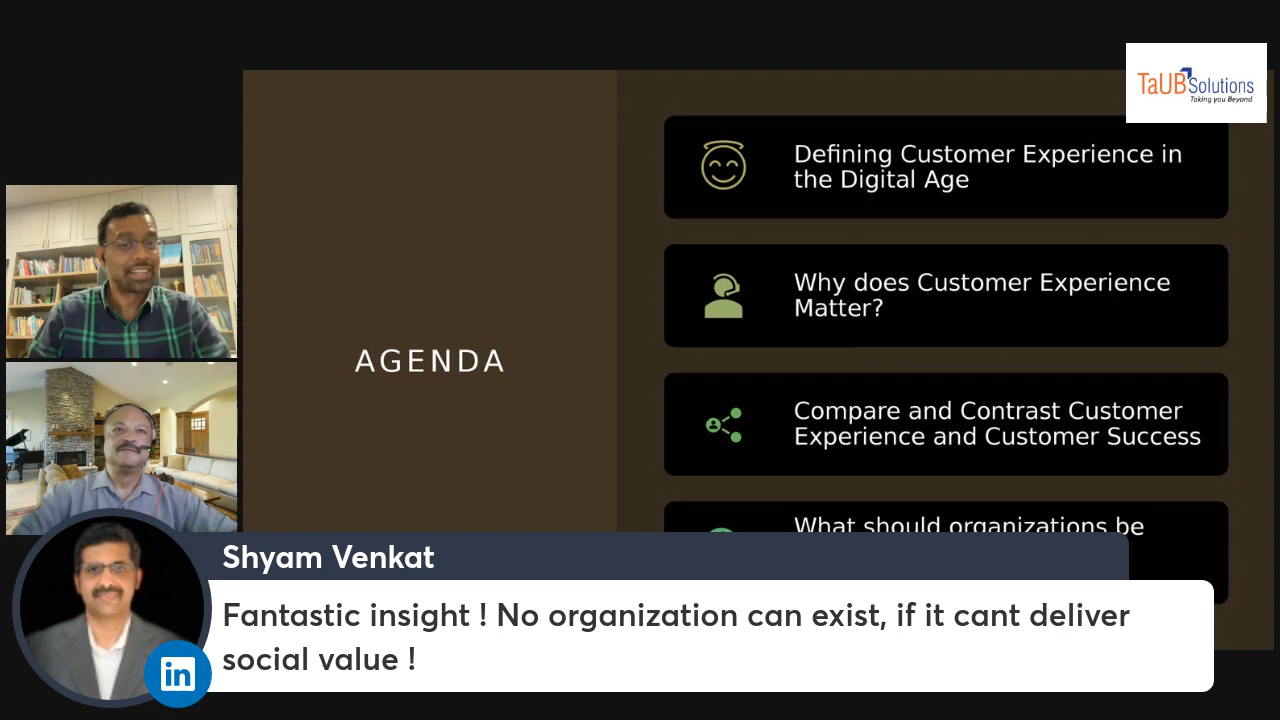 TaUB Solutions
Taking you Beyond
AGENDA
Defining Customer Experience in
the Digital Age
Why does Customer Experience
Matter?
Compare and Contrast Customer
Experience and Customer Success
What should organizations be
Shyam Venkat
Fantastic insight ! No organization can exist, if it cant deliver
social value !
in